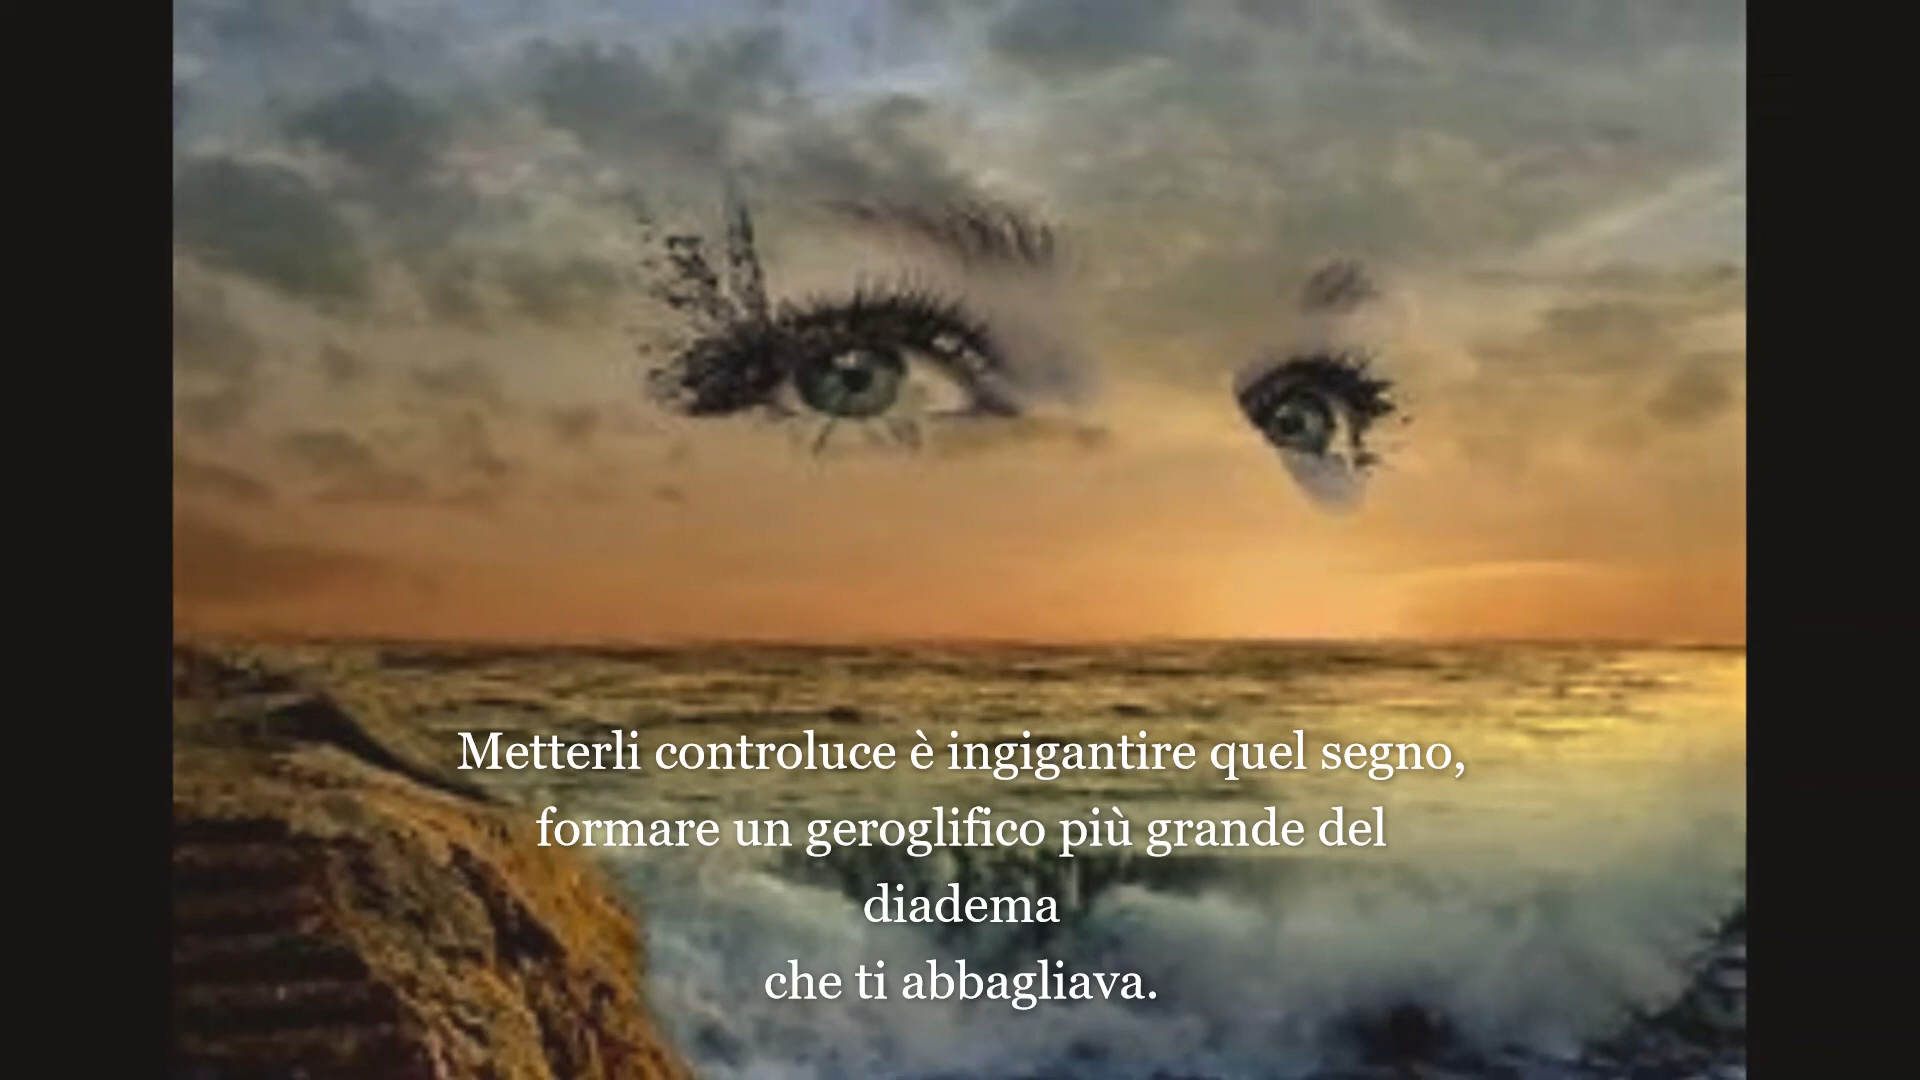 Metterli controluce è ingigantire quel segno,
formare un geroglifico più grande del
diadema
che ti abbagliava.